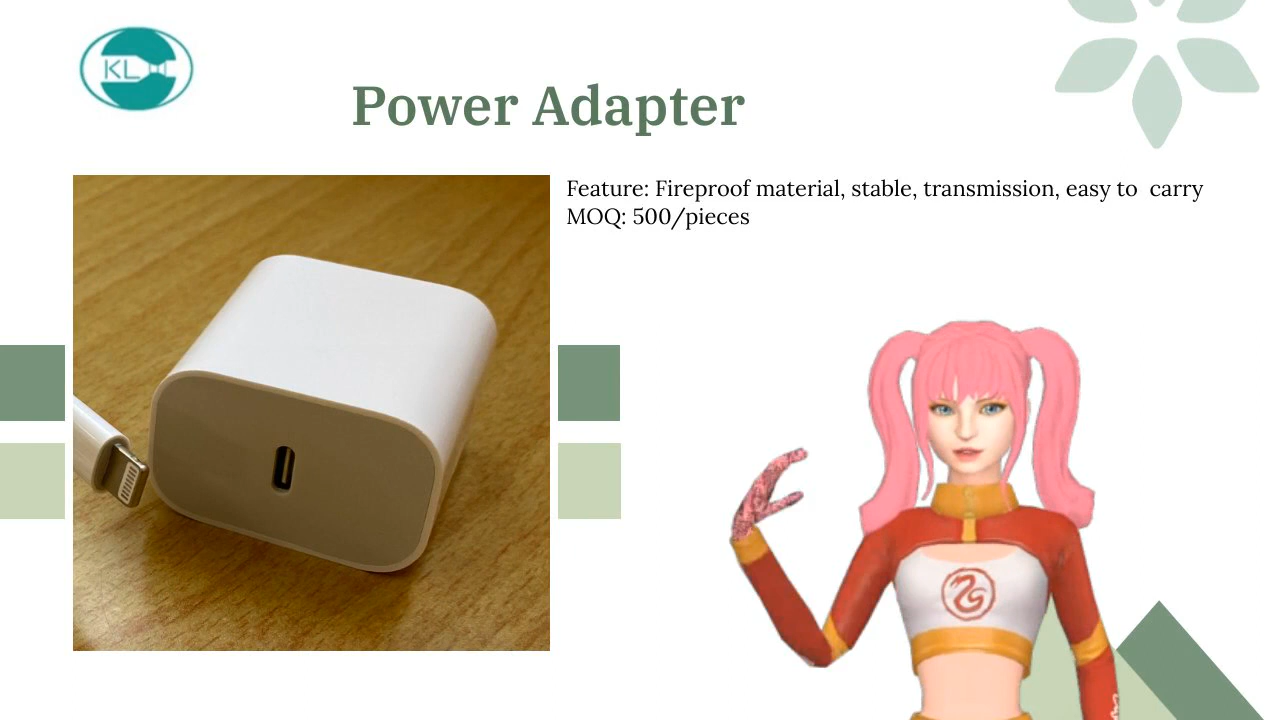 KL
Power Adapter
Feature: Fireproof material, stable, transmission, easy to  carry
MOQ: 500/pieces